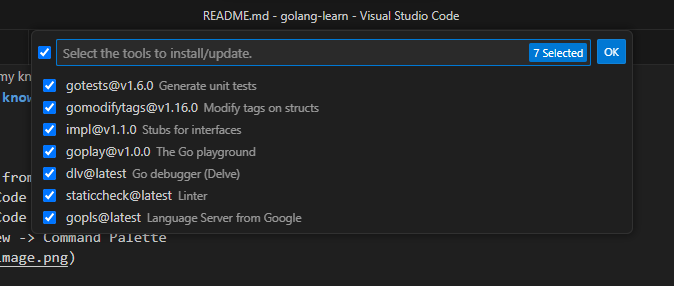 README.md - golang-learn - Visual Studio Code
Select the tools to install/update.
7 Selected
OK
my kn
gotests@v1.6.0 Generate unit tests
know
gomodifytags@v1.16.0 Modify tags on structs
impl@v1.1.0 Stubs for interfaces
goplay@v1.0.0 The Go playground
from
dlv@latest Go debugger (Delve)
Code
staticcheck@latest Linter
Code
gopls@latest Language Server from Google
ew -> Command Palette
image.png)